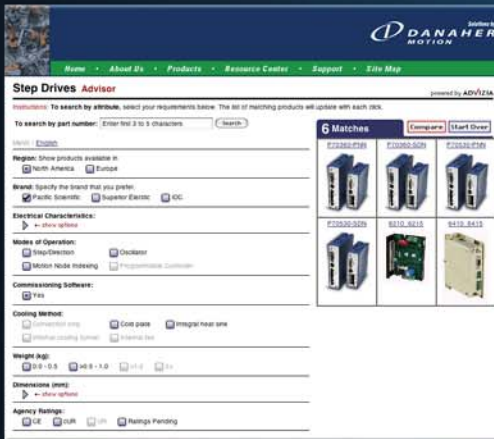 Solutions by
DANAHER
MOTION
Home • About Us • Products • Resource Center • Support • Site Map
Step Drives Advisor
powered by ADVIZIA
Instructions: To search by attribute, select your requirements below. The list of matching products will update with each click.
To search by part number: Enter first 3 to 5 characters Search
6 Matches Compare Start Over
English
P70360-PNN P70360-SDN P70530-PNN
Region: Show products available in
North America Europe
Brand: Specify the brand that you prefer.
Pacific Scientific Superior Electric IDC
Electrical Characteristics:
show options
P70530-SDN 6210_6215 6410_6415
Modes of Operation:
Step/Direction Oscillator
Motion Node Indexing Programmable Controller
Commissioning Software:
Yes
Cooling Method:
Convection only Cold plate Integral heat sink
Internal cooling tunnel Internal fan
Weight (kg):
0.0 - 0.5 >0.5 - 1.0
Dimensions (mm):
show options
Agency Ratings:
CE cUR UR Ratings Pending